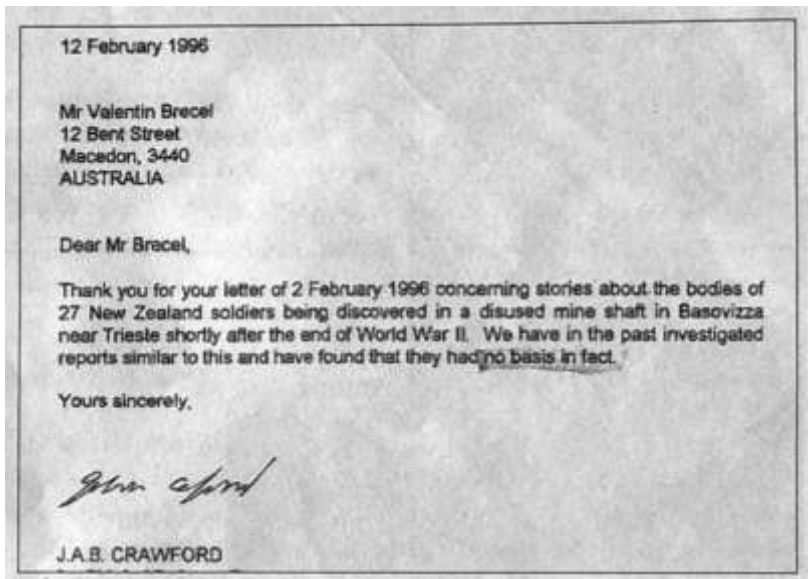 12 February 1996
Mr Valentin Brecel
12 Bent Street
Macedon, 3440
AUSTRALIA
Dear Mr Brecel,
Thank you for your letter of 2 February 1996 concerning stories about the bodies of
27 New Zealand soldiers being discovered in a disused mine shaft in Basovizza
near Trieste shortly after the end of World War II. We have in the past investigated
reports similar to this and have found that they had no basis in fact.
Yours sincerely,
J.A.B. CRAWFORD